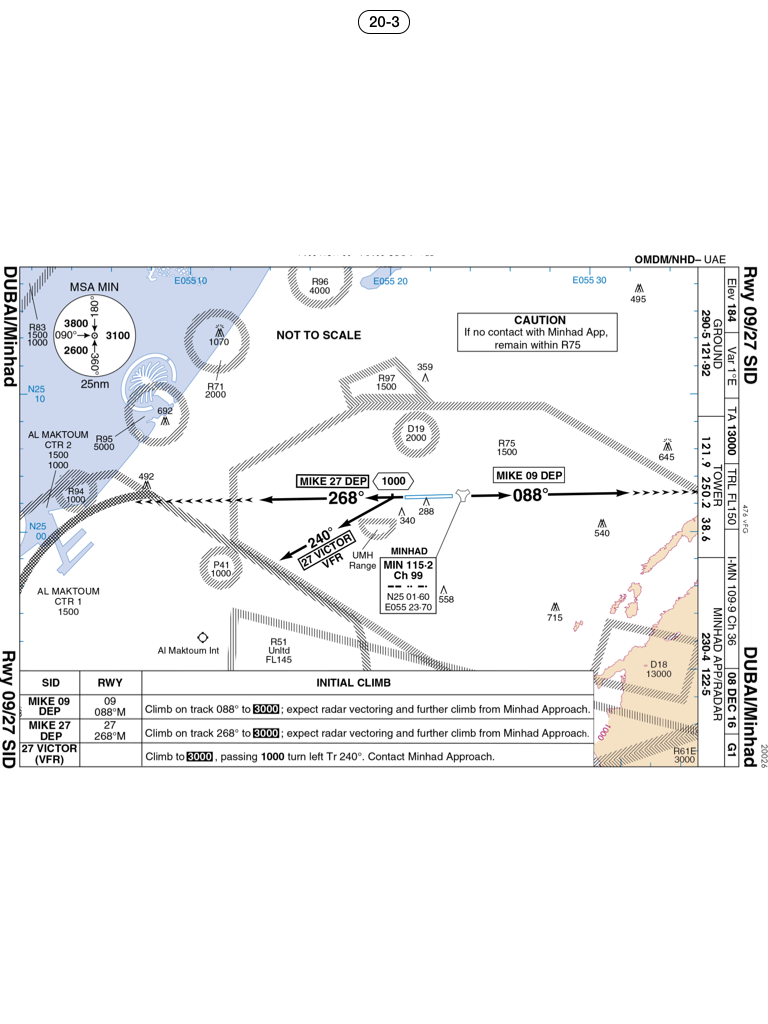 20-3
OMDM/NHD– UAE
DUBAI/Minhad
Rwy 09/27 SID
Rwy 09/27 SID
DUBAI/Minhad
Elev 184
Var 1°E
TA 13000
TRL FL150
I-MN 109·9 Ch 36
08 DEC 16
G1
GROUND
290·5 121·92
TOWER
121.9 250.2 38.6
MINHAD APP/RADAR
230·4 122·5
476 vFG
20026
E055 10
E055 20
E055 30
MSA MIN
180°
3800
090°
3100
2600
360°
25nm
R83
1500
1000
N25
10
N25
00
R96
4000
495
1070
R71
2000
NOT TO SCALE
CAUTION
If no contact with Minhad App,
remain within R75
R97
1500
359
692
R95
5000
D19
2000
R75
1500
645
AL MAKTOUM
CTR 2
1500
1000
492
R94
1000
MIKE 27 DEP
1000
268°
MIKE 09 DEP
088°
288
340
540
240°
27 VICTOR
VFR
UMH
Range
P41
1000
MINHAD
MIN 115·2
Ch 99
N25 01·60
E055 23·70
558
715
AL MAKTOUM
CTR 1
1500
Al Maktoum Int
R51
Unltd
FL145
D18
13000
1000
R61E
3000
SID RWY INITIAL CLIMB
MIKE 09
DEP
09
088°M
Climb on track 088° to 3000; expect radar vectoring and further climb from Minhad Approach.
MIKE 27
DEP
27
268°M
Climb on track 268° to 3000; expect radar vectoring and further climb from Minhad Approach.
27 VICTOR
(VFR)
Climb to 3000, passing 1000 turn left Tr 240°. Contact Minhad Approach.